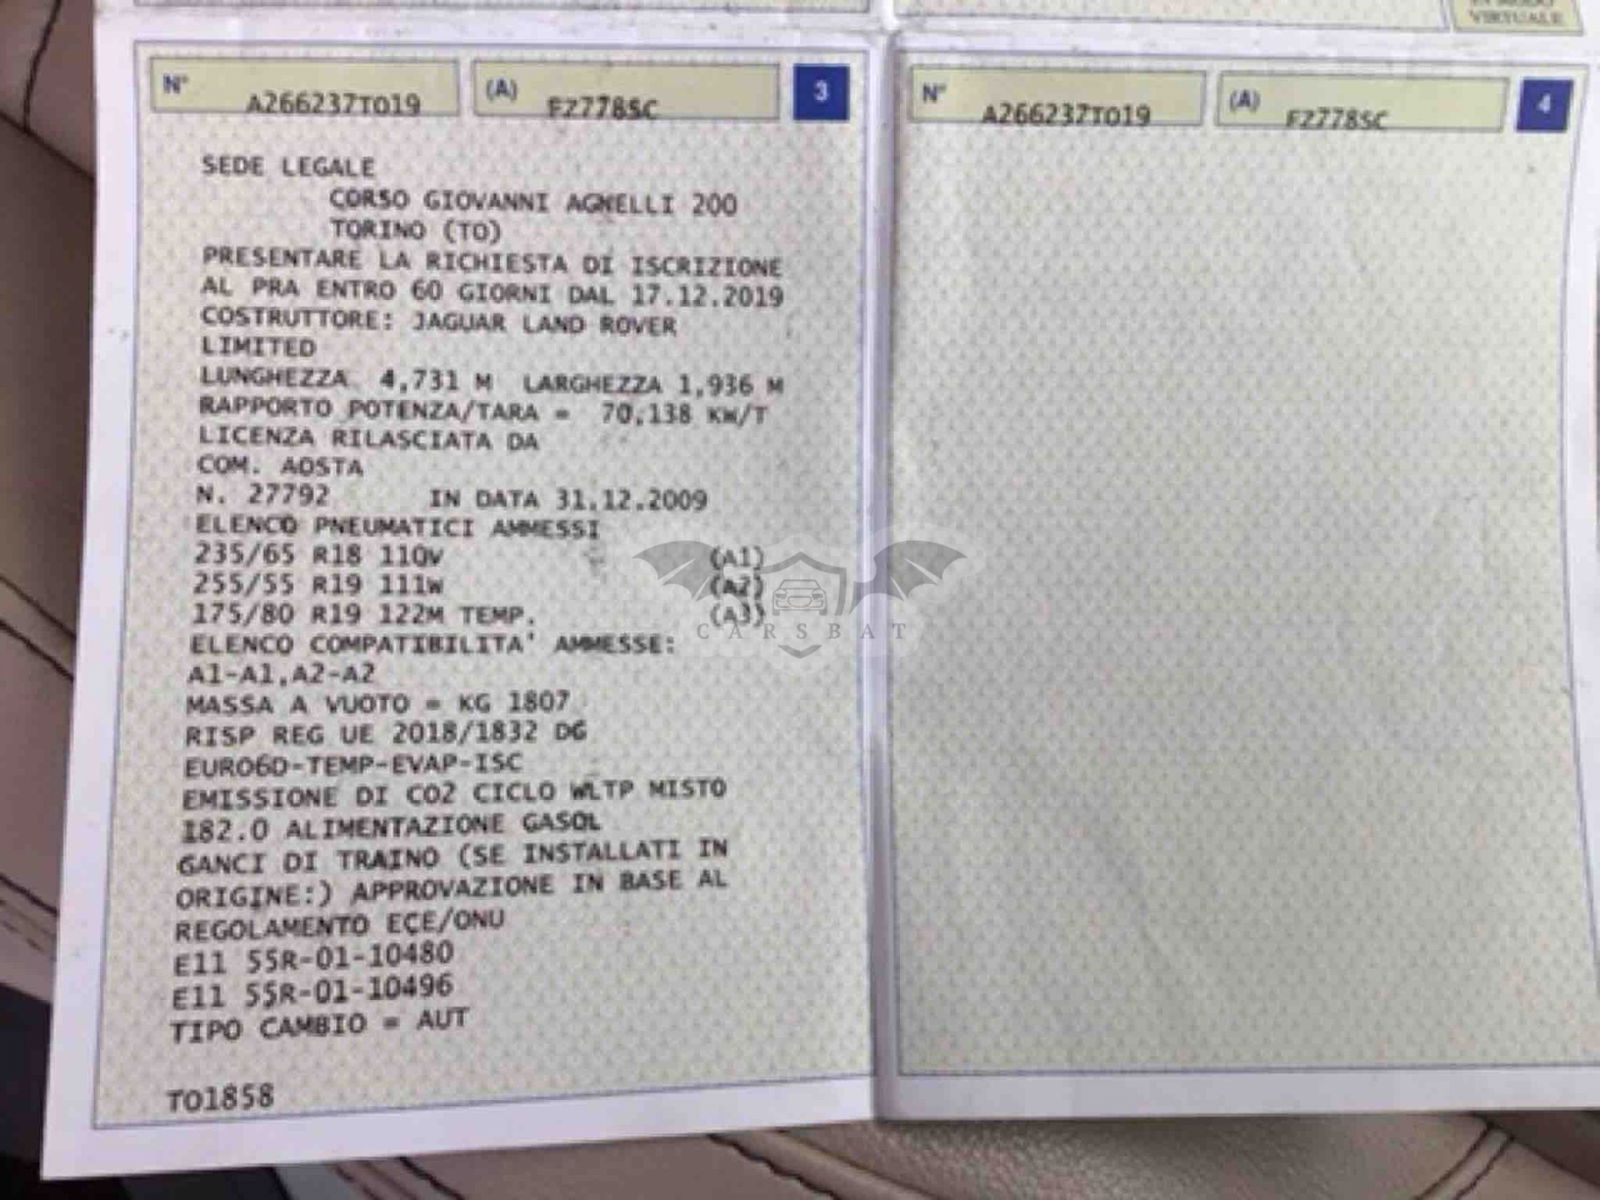 IN MODO
VIRTUALE
N° A266237TO19 (A) FZ778SC 3
SEDE LEGALE
CORSO GIOVANNI AGNELLI 200
TORINO (TO)
PRESENTARE LA RICHIESTA DI ISCRIZIONE
AL PRA ENTRO 60 GIORNI DAL 17.12.2019
COSTRUTTORE: JAGUAR LAND ROVER
LIMITED
LUNGHEZZA 4,731 M LARGHEZZA 1,936 M
RAPPORTO POTENZA/TARA = 70,138 KW/T
LICENZA RILASCIATA DA
COM. AOSTA
N. 27792 IN DATA 31.12.2009
ELENCO PNEUMATICI AMMESSI
235/65 R18 110V (A1)
255/55 R19 111W (A2)
175/80 R19 122M TEMP. (A3)
ELENCO COMPATIBILITA' AMMESSE:
A1-A1,A2-A2
MASSA A VUOTO = KG 1807
RISP REG UE 2018/1832 DG
EURO6D-TEMP-EVAP-ISC
EMISSIONE DI CO2 CICLO WLTP MISTO
182.0 ALIMENTAZIONE GASOL
GANCI DI TRAINO (SE INSTALLATI IN
ORIGINE:) APPROVAZIONE IN BASE AL
REGOLAMENTO ECE/ONU
E11 55R-01-10480
E11 55R-01-10496
TIPO CAMBIO = AUT
TO1858
N° A266237TO19 (A) FZ778SC 4
CARSBAT